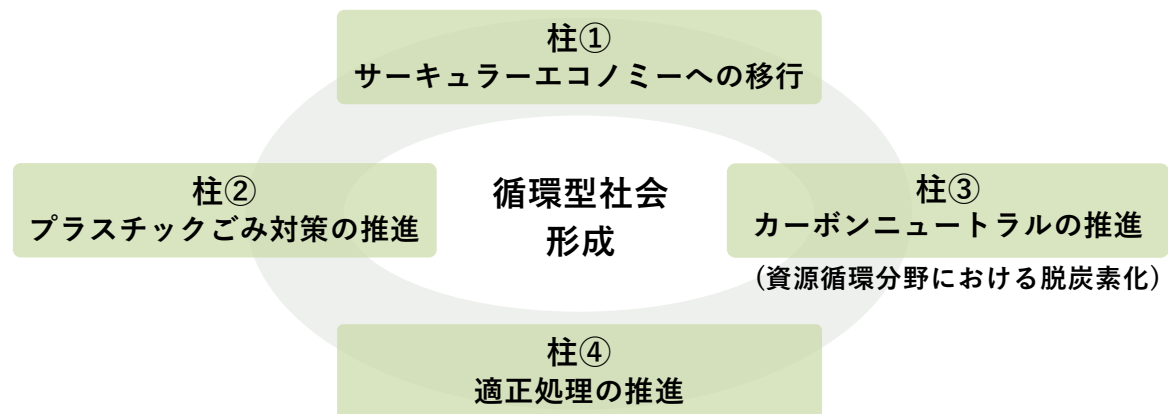 柱①
サーキュラーエコノミーへの移行
柱②
プラスチックごみ対策の推進
循環型社会
形成
柱③
カーボンニュートラルの推進
(資源循環分野における脱炭素化)
柱④
適正処理の推進